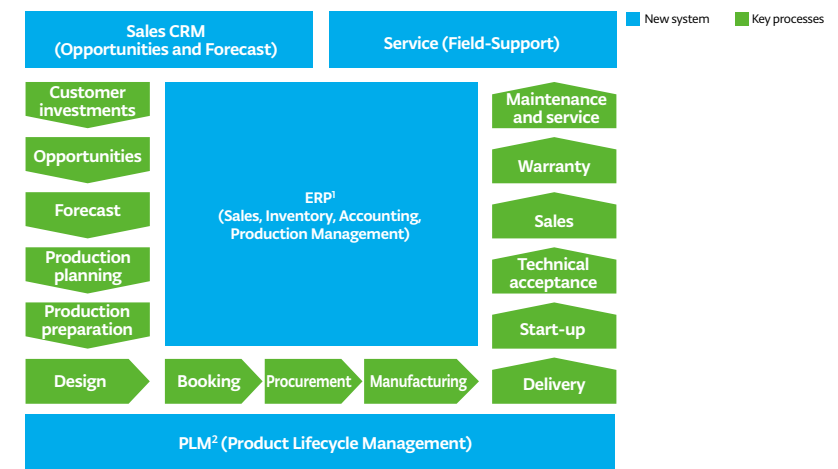 Sales CRM
(Opportunities and Forecast)
Service (Field-Support)
New system
Key processes
Customer
investments
Opportunities
Forecast
Production
planning
Production
preparation
Design
Booking
Procurement
Manufacturing
ERP¹
(Sales, Inventory, Accounting,
Production Management)
Maintenance
and service
Warranty
Sales
Technical
acceptance
Start-up
Delivery
PLM² (Product Lifecycle Management)